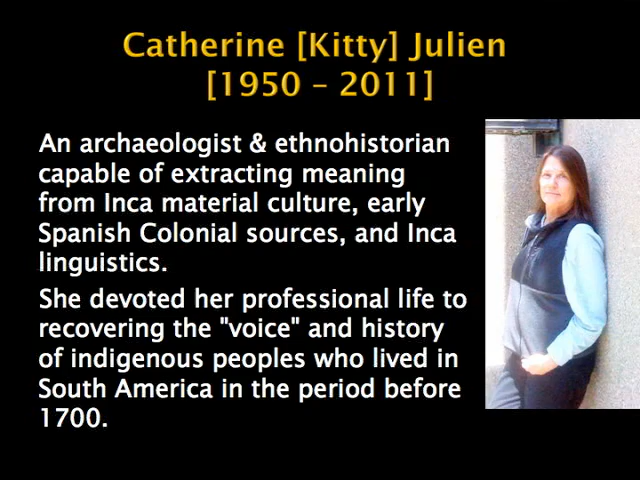 Catherine [Kitty] Julien
[1950 – 2011]
An archaeologist & ethnohistorian
capable of extracting meaning
from Inca material culture, early
Spanish Colonial sources, and Inca
linguistics.
She devoted her professional life to
recovering the "voice" and history
of indigenous peoples who lived in
South America in the period before
1700.